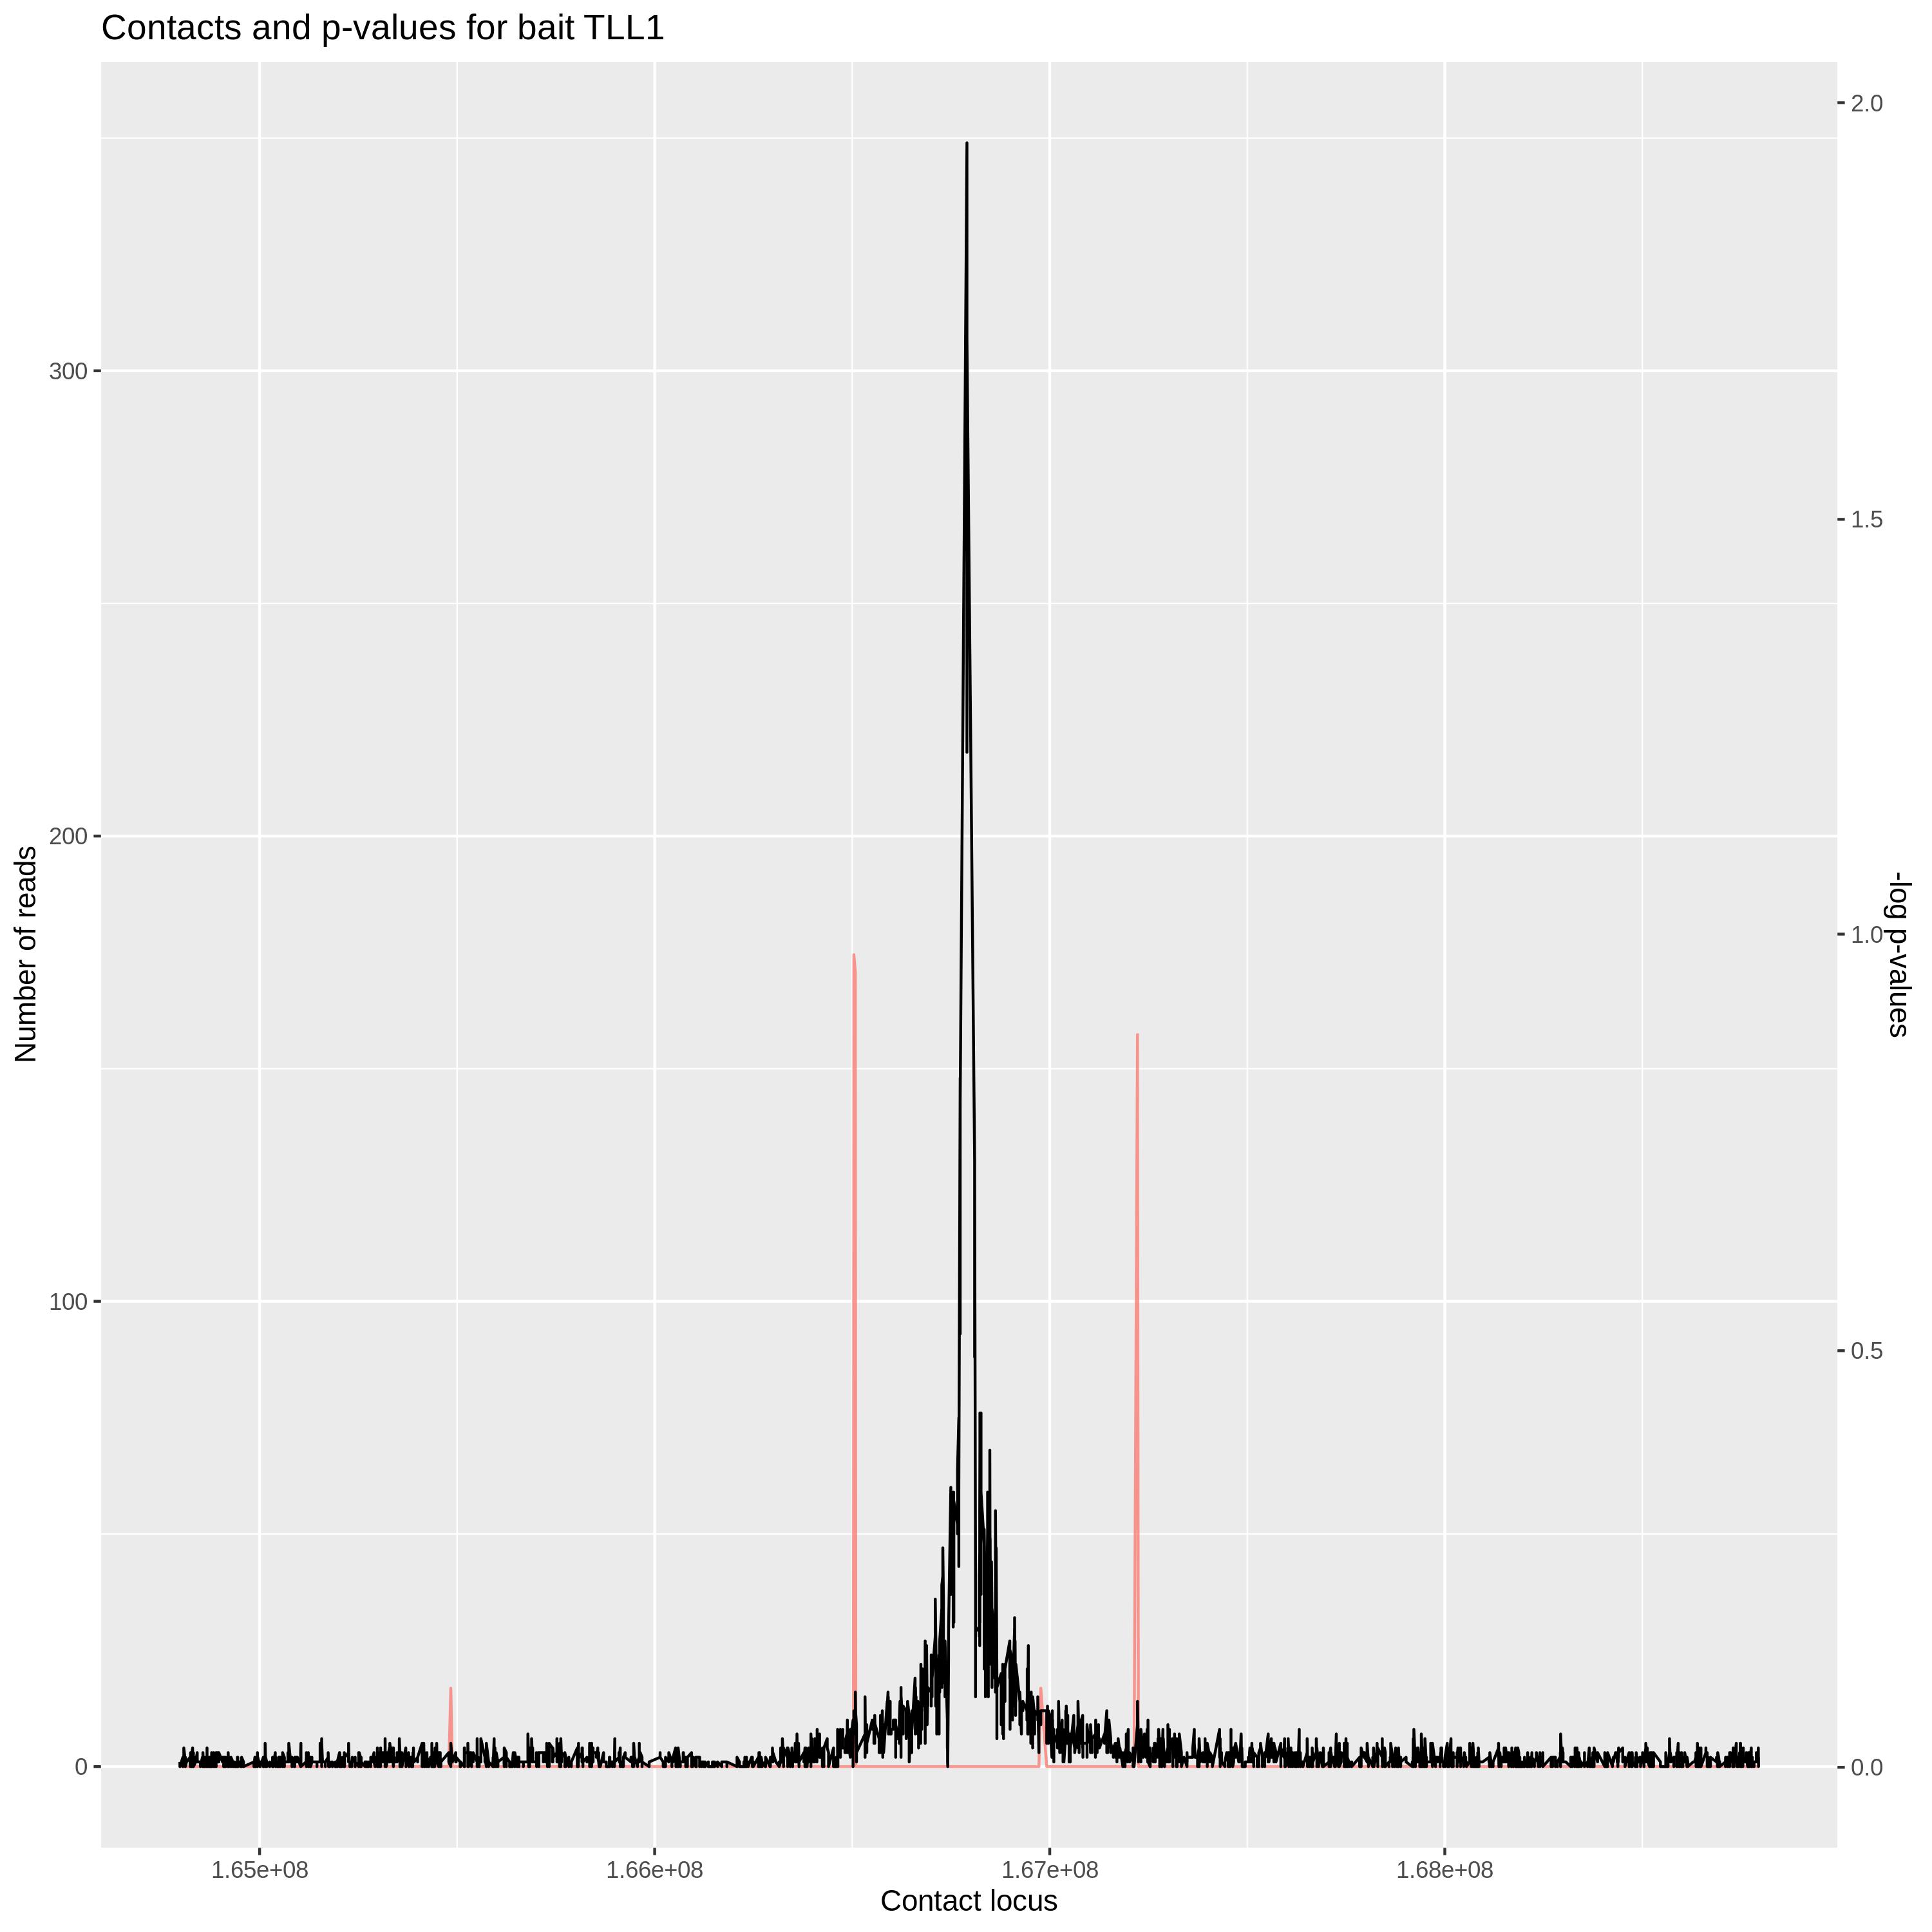 Contacts and p-values for bait TLL1
Number of reads
300
200
100
0
2.0
1.5
1.0
0.5
0.0
-log p-values
1.65e+08
1.66e+08
1.67e+08
1.68e+08
Contact locus